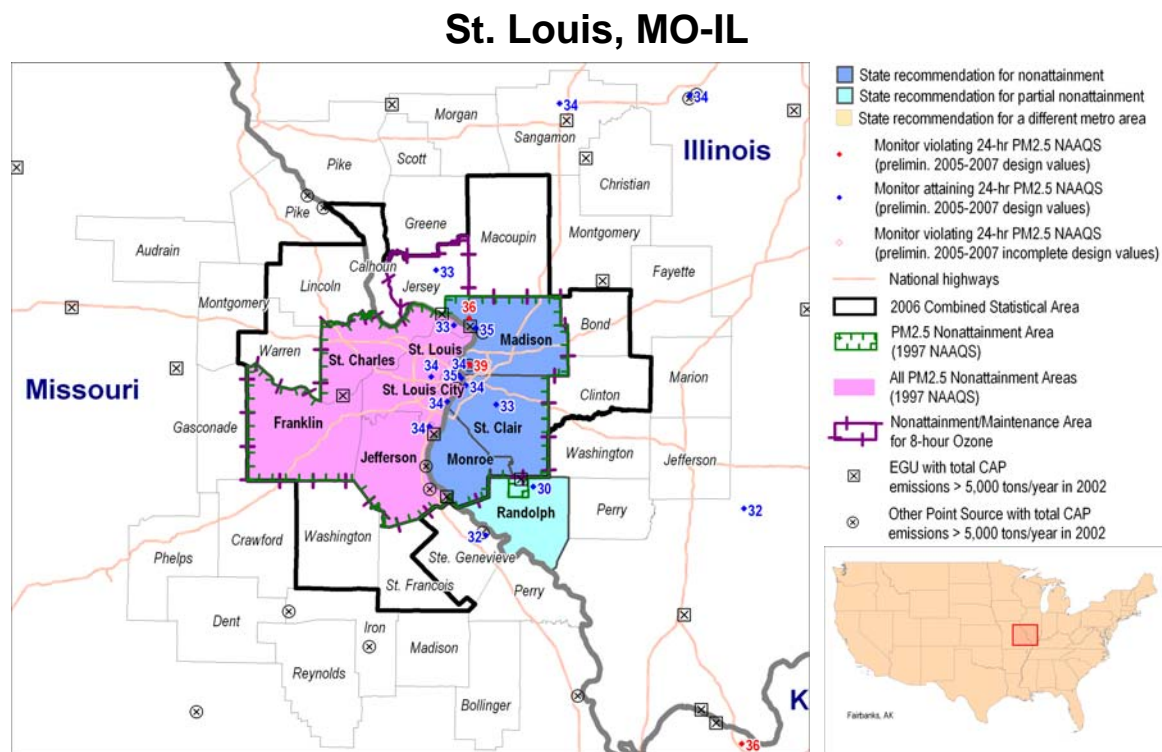 St. Louis, MO-IL
34
34
Morgan
Sangamon
Illinois
Pike
Scott
Christian
Pike
Greene
Macoupin
Montgomery
Audrain
Calhoun
33
Jersey
Fayette
Lincoln
Montgomery
36
33
35
Bond
Madison
Warren
St. Louis
St. Charles
34
34
39
35
Marion
Missouri
St. Louis City
34
Clinton
34
33
Franklin
St. Clair
Gasconade
34
Washington
Jefferson
Jefferson
Monroe
30
Randolph
Perry
32
Washington
Crawford
32
Ste. Genevieve
Phelps
St. Francois
Perry
Dent
Iron
Madison
Reynolds
Bollinger
K
36
State recommendation for nonattainment
State recommendation for partial nonattainment
State recommendation for a different metro area
Monitor violating 24-hr PM2.5 NAAQS
(prelimin. 2005-2007 design values)
Monitor attaining 24-hr PM2.5 NAAQS
(prelimin. 2005-2007 design values)
Monitor violating 24-hr PM2.5 NAAQS
(prelimin. 2005-2007 incomplete design values)
National highways
2006 Combined Statistical Area
PM2.5 Nonattainment Area
(1997 NAAQS)
All PM2.5 Nonattainment Areas
(1997 NAAQS)
Nonattainment/Maintenance Area
for 8-hour Ozone
EGU with total CAP
emissions > 5,000 tons/year in 2002
Other Point Source with total CAP
emissions > 5,000 tons/year in 2002
Fairbanks, AK